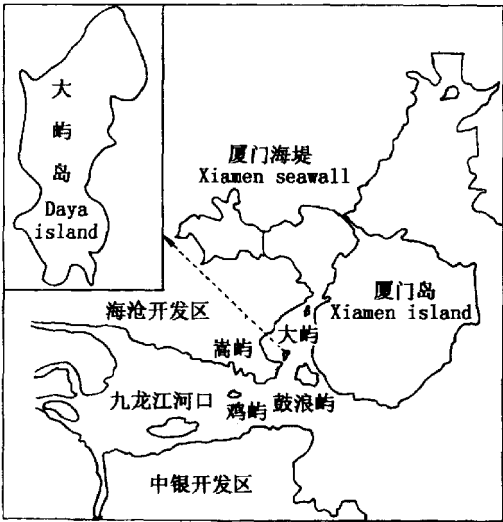 大
屿
岛
Daya
island
厦门海堤
Xiamen seawall
厦门岛
Xiamen island
海沧开发区
大屿
嵩屿
九龙江河口
鸡屿
鼓浪屿
中银开发区